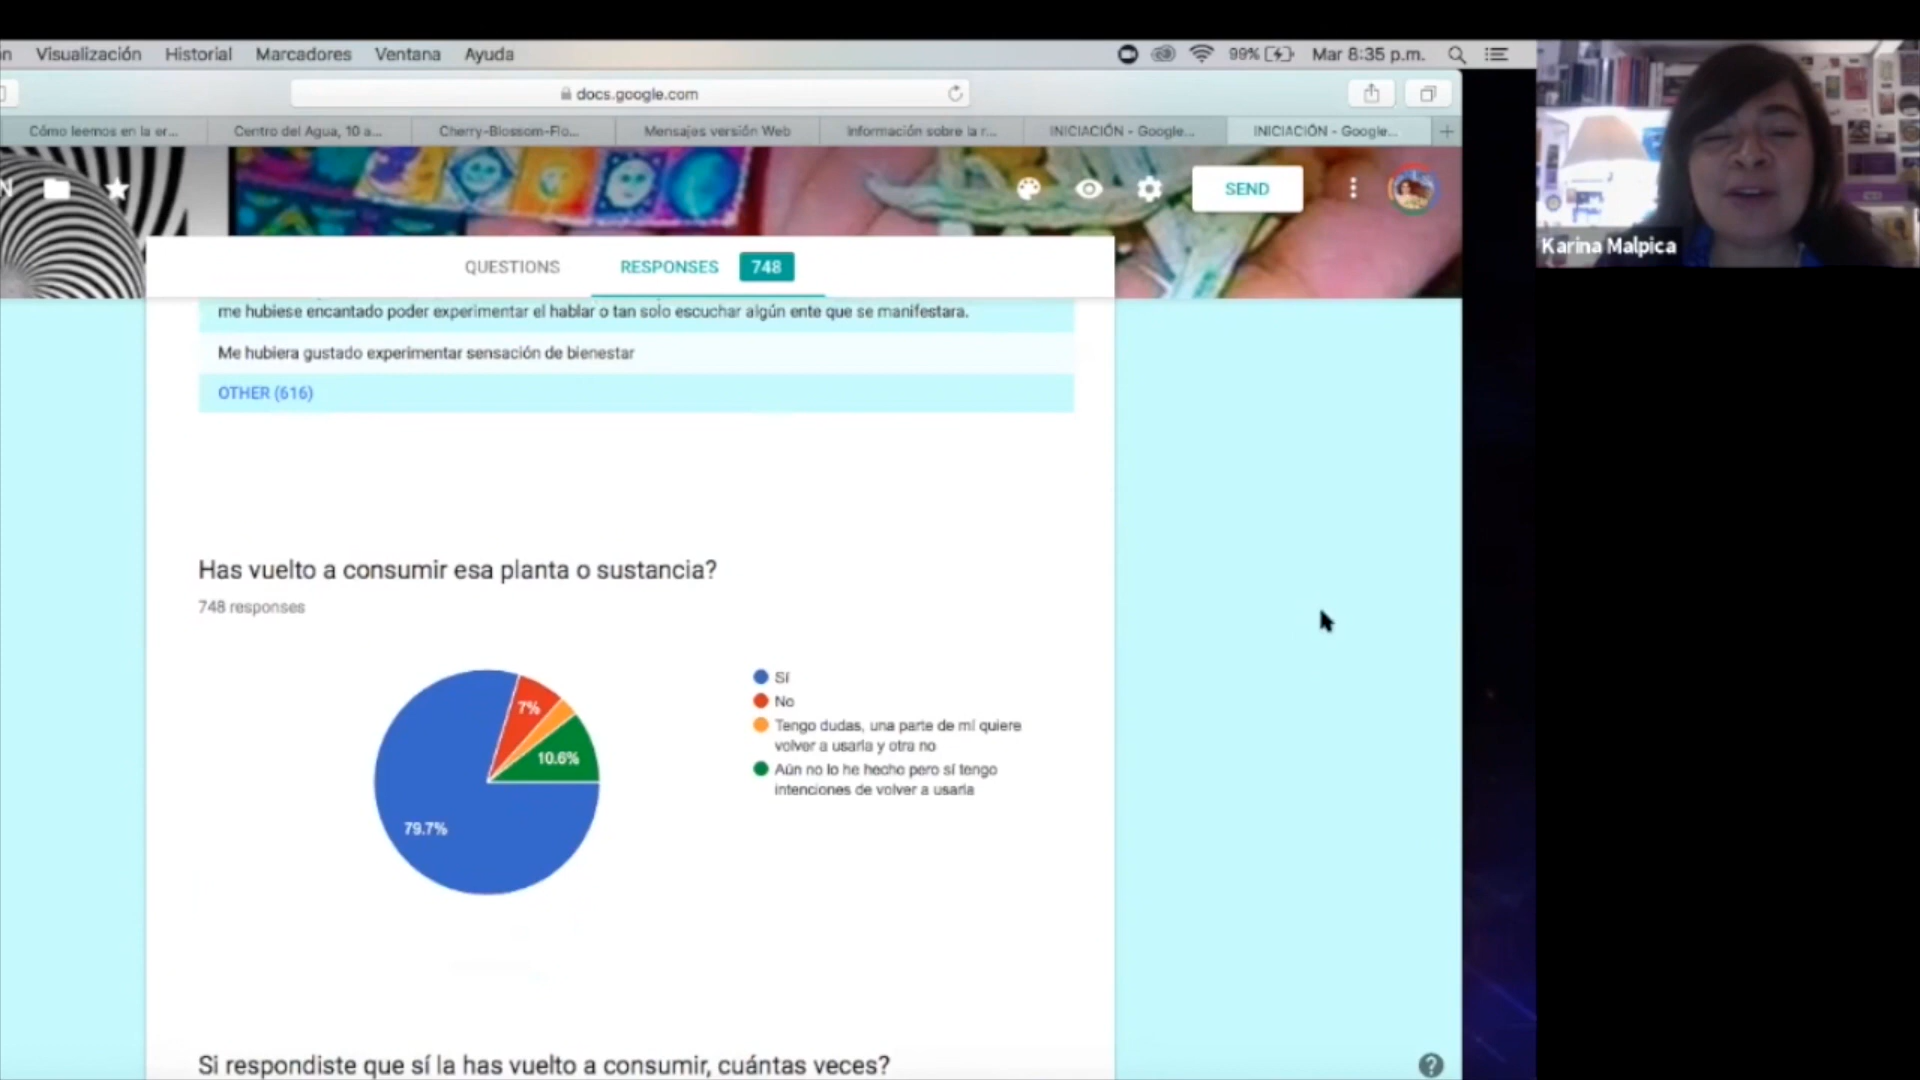 Visualización Historial Marcadores Ventana Ayuda
99% Mar 8:35 p.m.
docs.google.com
Cómo leemos en la er... Centro del Agua, 10 a... Cherry-Blossom-Flo... Mensajes versión Web Información sobre la r... INICIACIÓN - Google... INICIACIÓN - Google...
N
SEND
Karina Malpica
QUESTIONS RESPONSES 748
me hubiese encantado poder experimentar el hablar o tan solo escuchar algún ente que se manifestara.
Me hubiera gustado experimentar sensación de bienestar
OTHER (616)
Has vuelto a consumir esa planta o sustancia?
748 responses
Sí
No
Tengo dudas, una parte de mí quiere
volver a usarla y otra no
Aún no lo he hecho pero sí tengo
intenciones de volver a usarla
7%
10.6%
79.7%
Si respondiste que sí la has vuelto a consumir, cuántas veces?